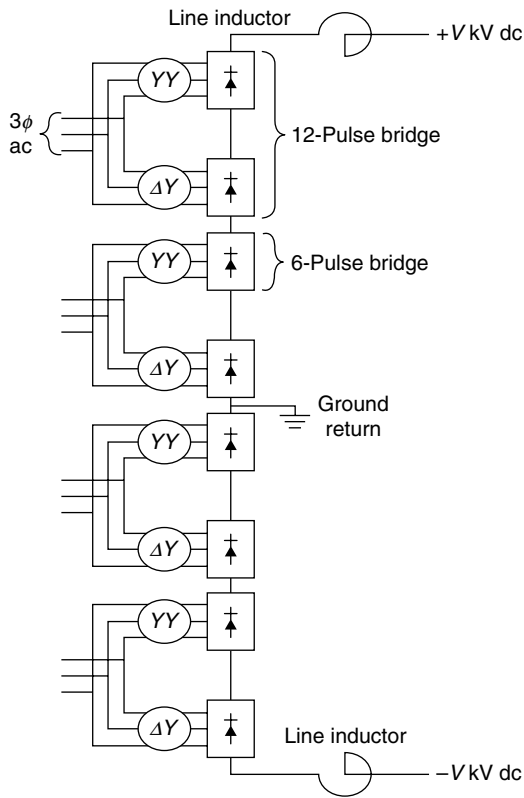 Line inductor
+V kV dc
YY
3ϕ
ac
12-Pulse bridge
ΔY
YY
6-Pulse bridge
ΔY
Ground
return
YY
ΔY
YY
ΔY
Line inductor
–V kV dc